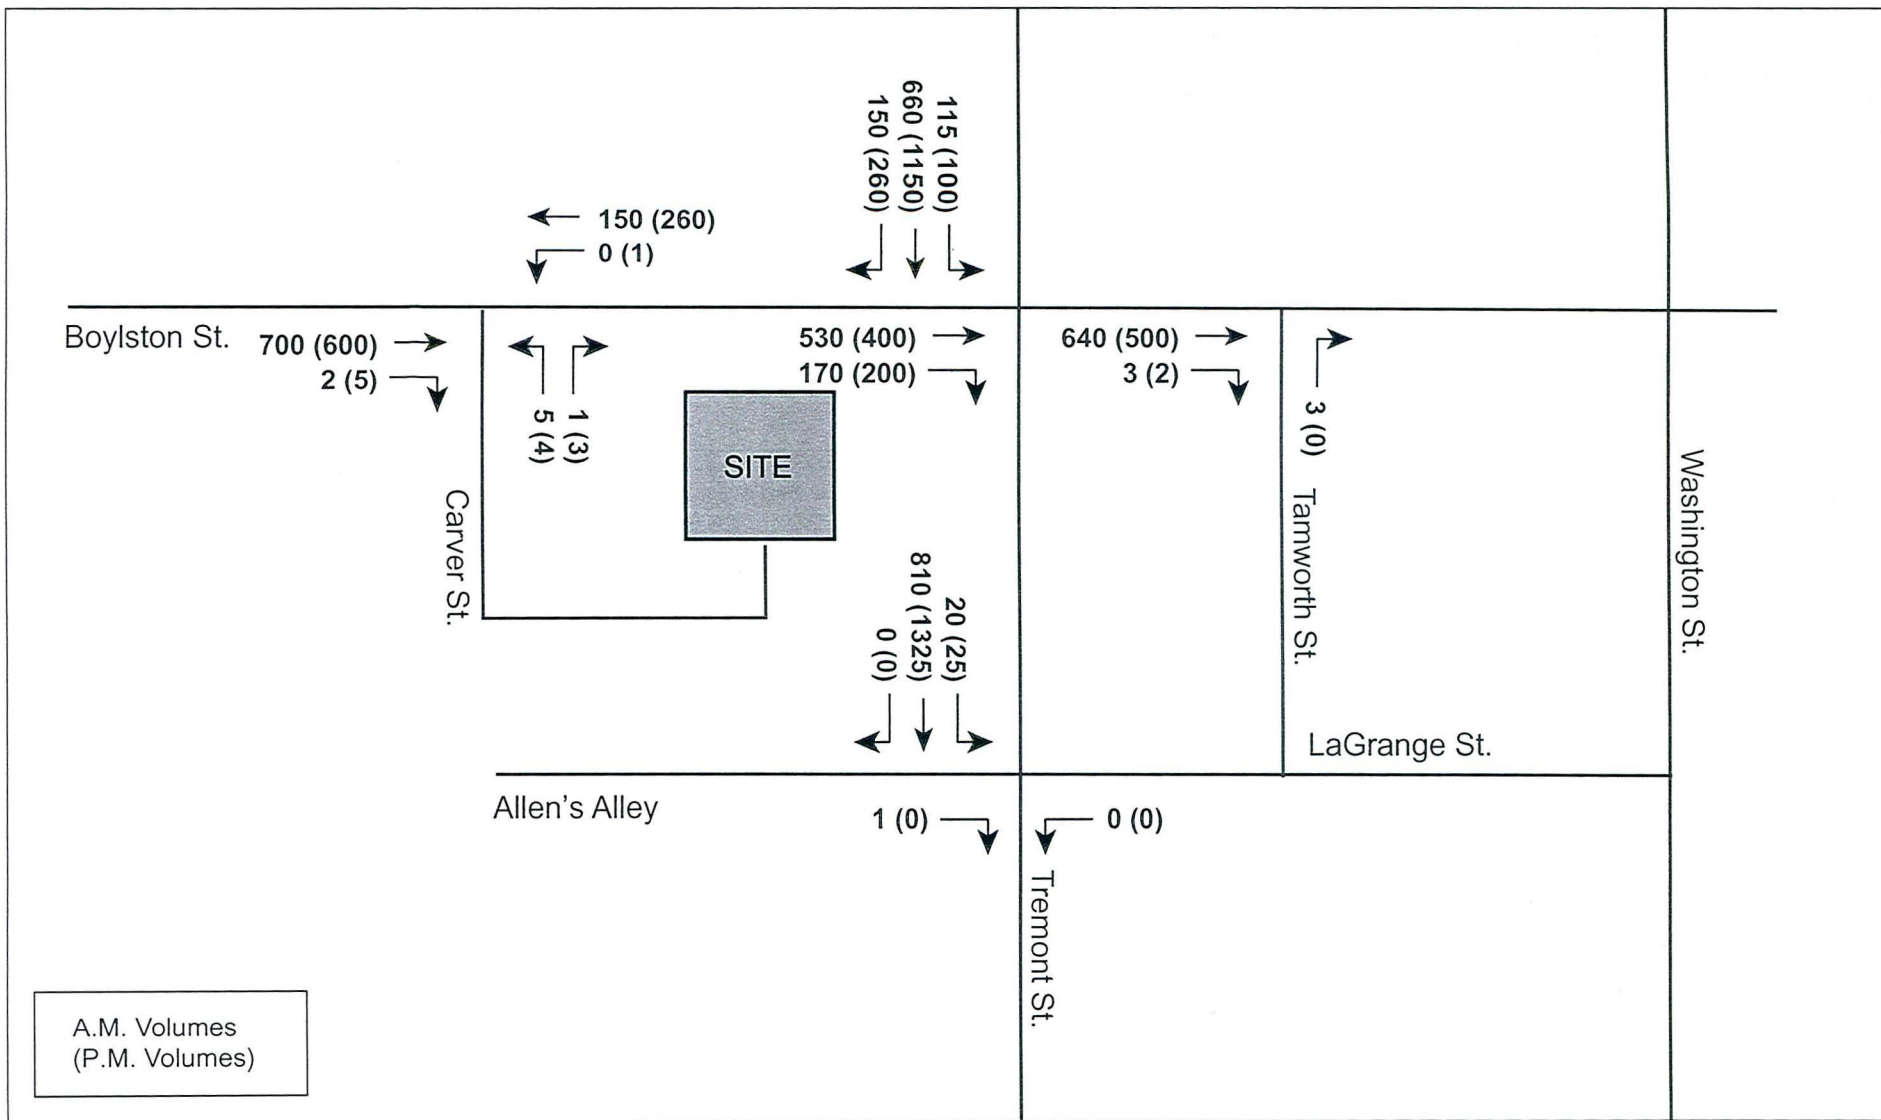 115 (100)
660 (1150)
150 (260)
150 (260)
0 (1)
Boylston St.
700 (600)
2 (5)
530 (400)
170 (200)
640 (500)
3 (2)
1 (3)
5 (4)
3 (0)
SITE
Carver St.
Tamworth St.
Washington St.
20 (25)
810 (1325)
0 (0)
LaGrange St.
Allen's Alley
1 (0)
0 (0)
Tremont St.
A.M. Volumes
(P.M. Volumes)